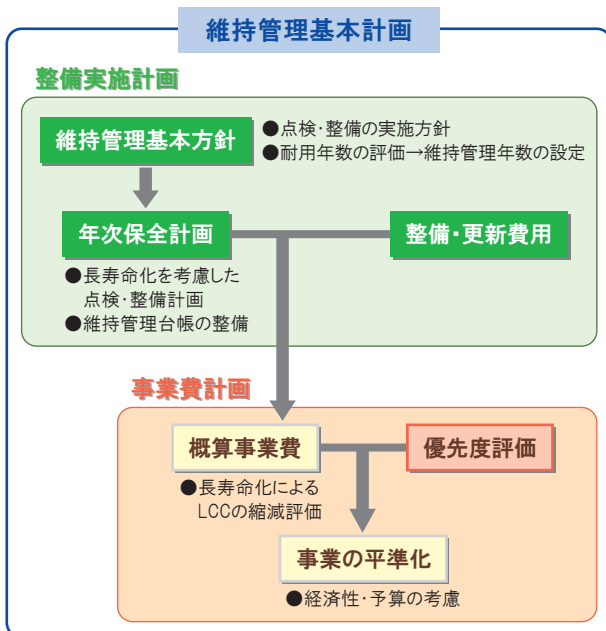 維持管理基本計画
整備実施計画
維持管理基本方針
●点検・整備の実施方針
●耐用年数の評価→維持管理年数の設定
年次保全計画
整備・更新費用
●長寿命化を考慮した
点検・整備計画
●維持管理台帳の整備
事業費計画
概算事業費
優先度評価
●長寿命化による
LCCの縮減評価
事業の平準化
●経済性・予算の考慮